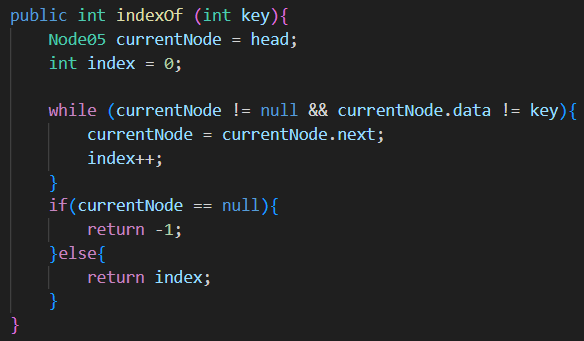 public int indexOf (int key){
    Node05 currentNode = head;
    int index = 0;

    while (currentNode != null && currentNode.data != key){
        currentNode = currentNode.next;
        index++;
    }
    if(currentNode == null){
        return -1;
    }else{
        return index;
    }
}